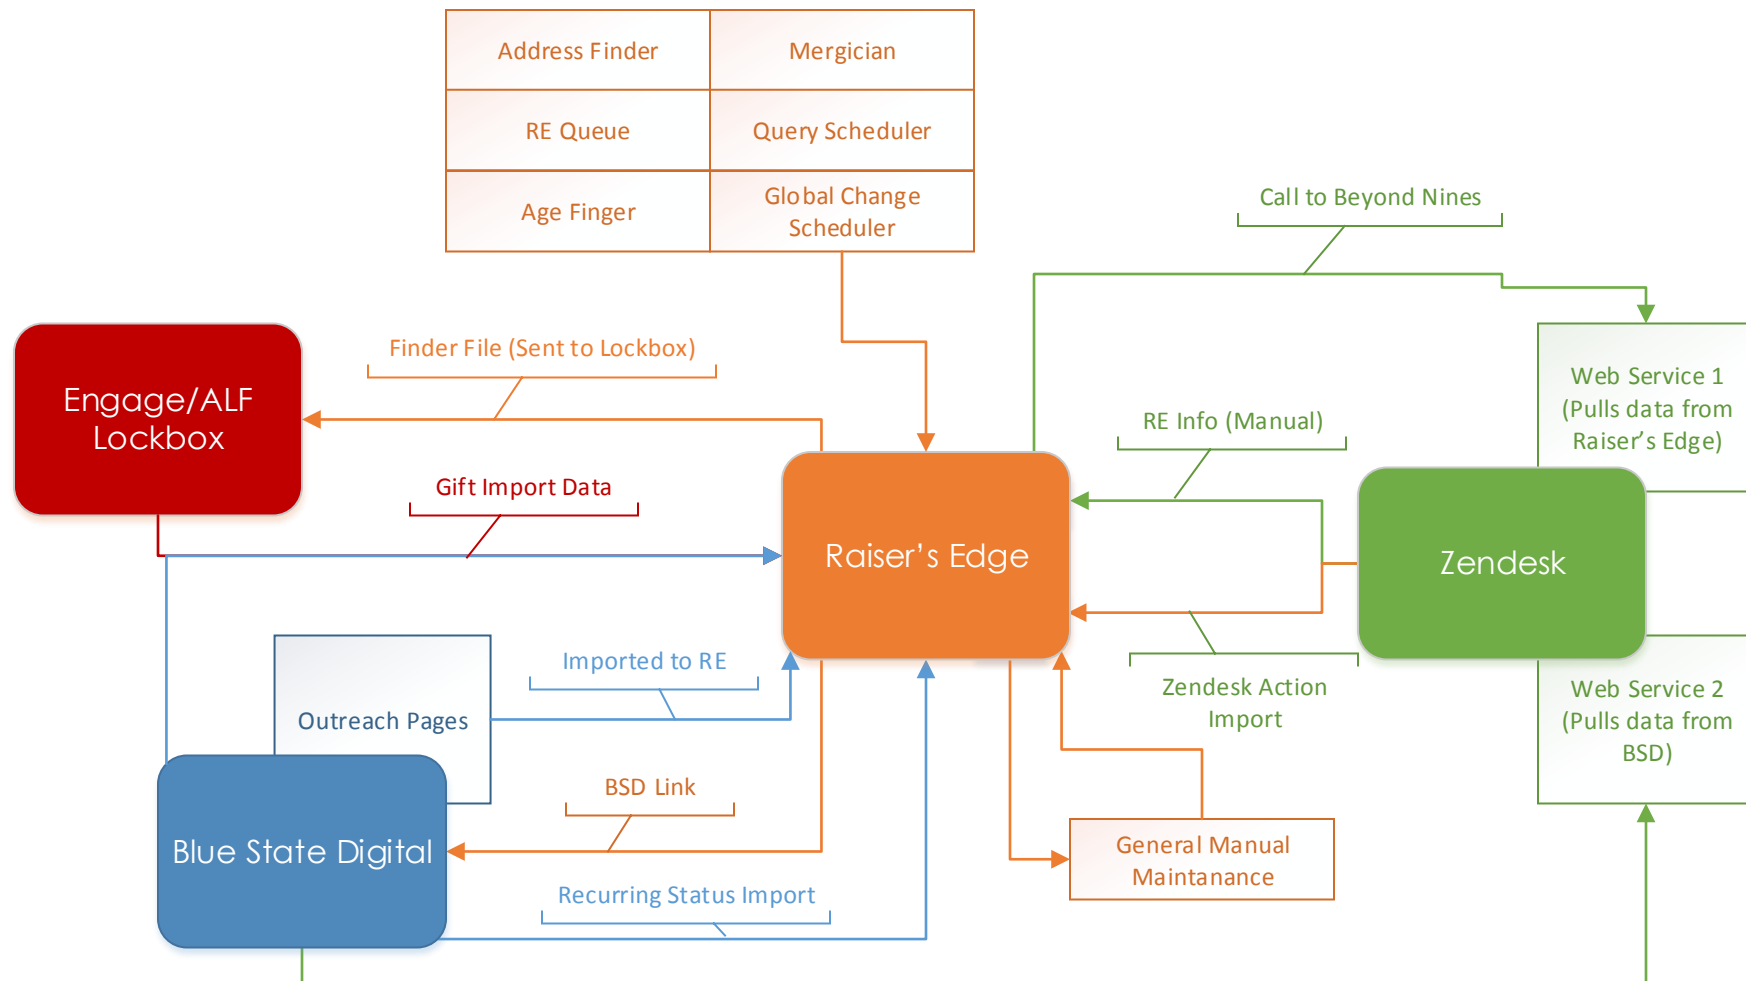 Address Finder
Mergician
RE Queue
Query Scheduler
Age Finger
Global Change
Scheduler
Call to Beyond Nines
Finder File (Sent to Lockbox)
Engage/ALF
Lockbox
Web Service 1
(Pulls data from
Raiser's Edge)
RE Info (Manual)
Gift Import Data
Raiser's Edge
Zendesk
Imported to RE
Zendesk Action
Import
Outreach Pages
Web Service 2
(Pulls data from
BSD)
BSD Link
Blue State Digital
General Manual
Maintanance
Recurring Status Import